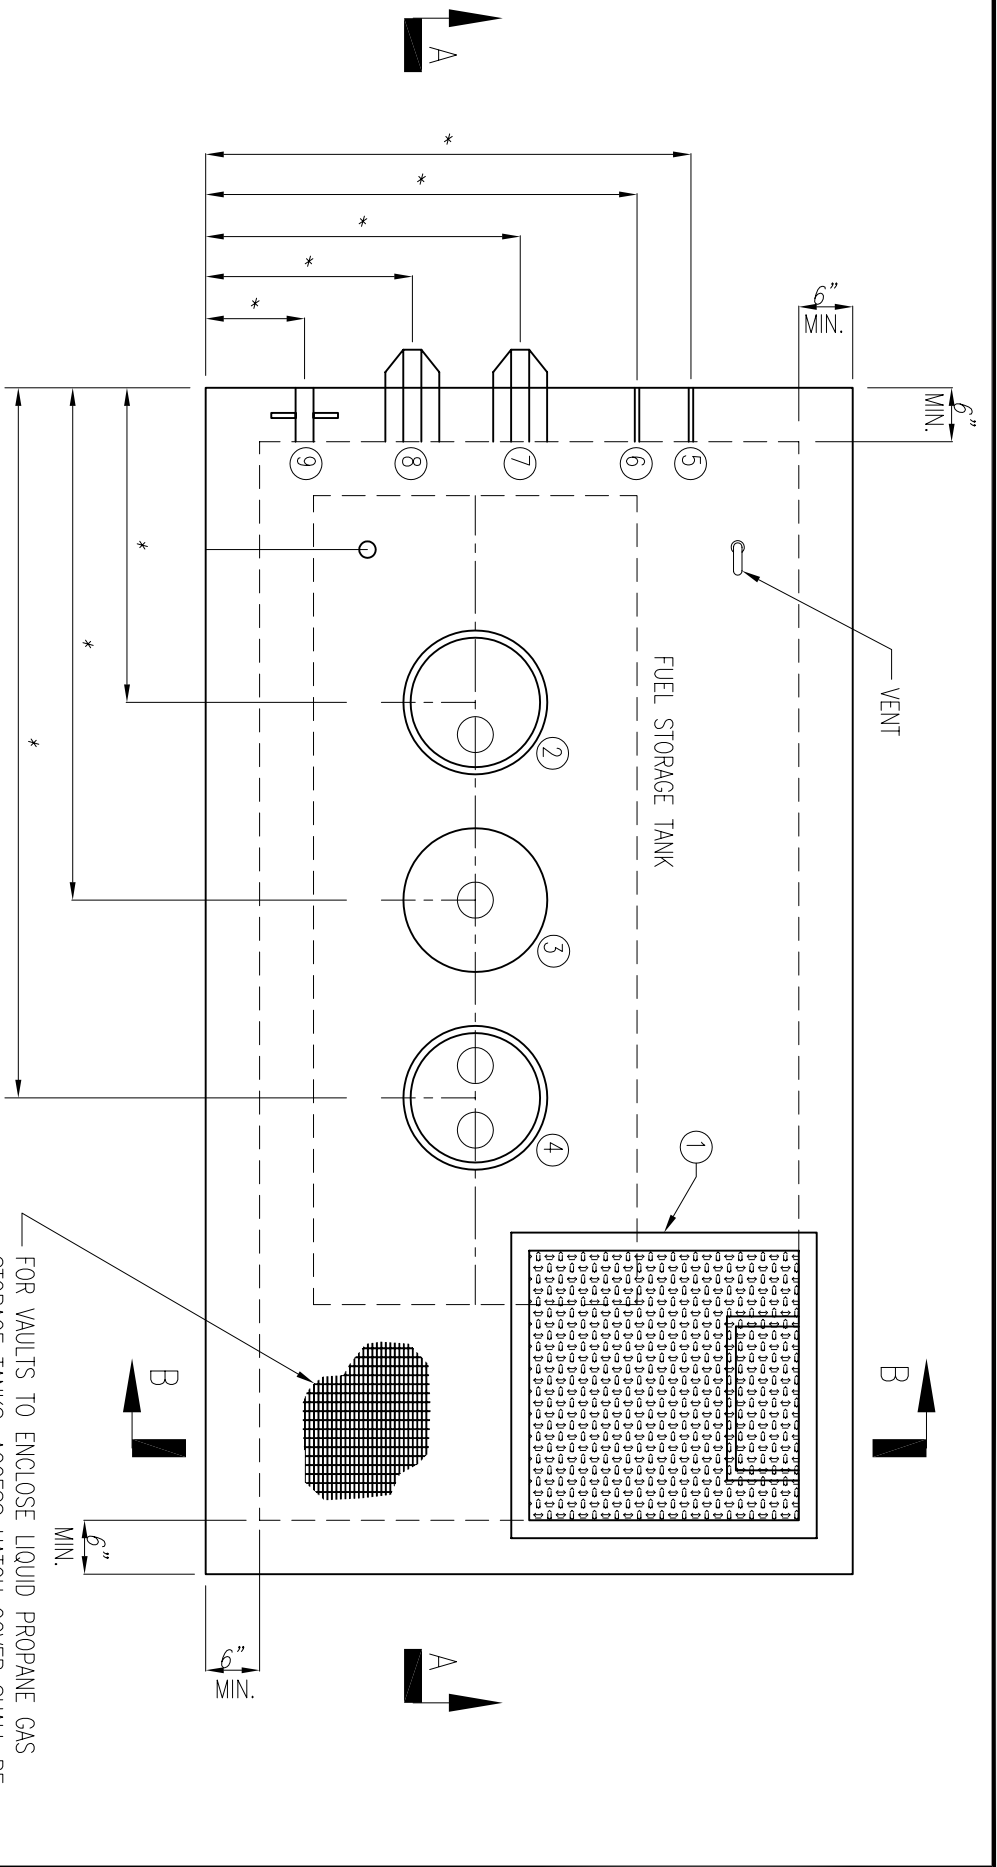 A
*
*
*
*
*
6"
MIN.
6"
MIN.
5
6
7
8
9
*
*
*
VENT
FUEL STORAGE TANK
2
3
4
1
B
B
6"
MIN.
6"
MIN.
A
FOR VAULTS TO ENCLOSE LIQUID PROPANE GAS